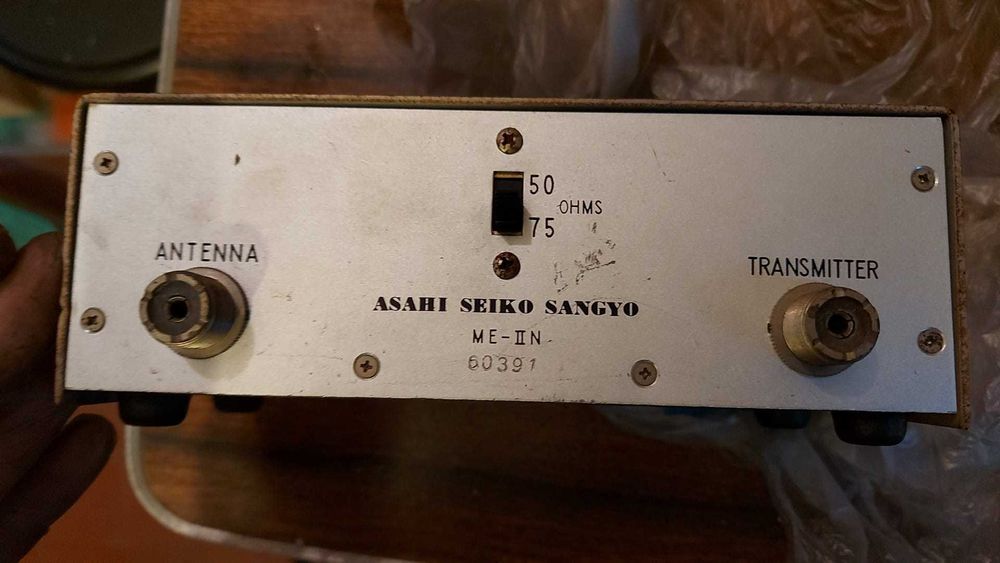 50
OHMS
75
ANTENNA
TRANSMITTER
ASAHI SEIKO SANGYO
ME-IIN
60391